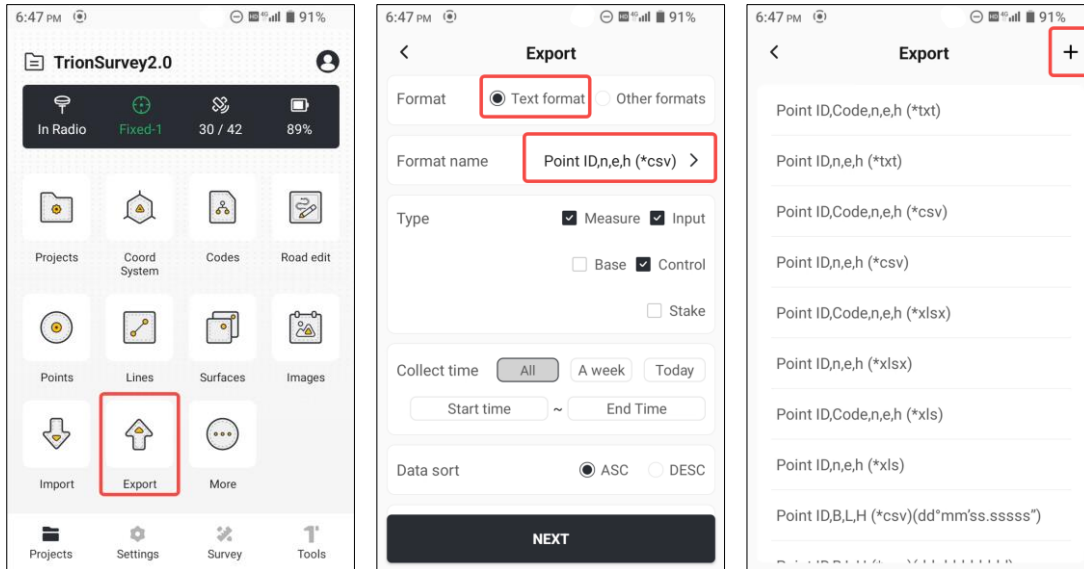 6:47 PM 91%
TrionSurvey2.0
In Radio Fixed-1 30 / 42 89%
Projects Coord System Codes Road edit
Points Lines Surfaces Images
Import Export More
Projects Settings Survey Tools
6:47 PM 91%
Export
Format Text format Other formats
Format name Point ID,n,e,h (*csv)
Type Measure Input
Base Control
Stake
Collect time All A week Today
Start time ~ End Time
Data sort ASC DESC
NEXT
6:47 PM 91%
Export +
Point ID,Code,n,e,h (*txt)
Point ID,n,e,h (*txt)
Point ID,Code,n,e,h (*csv)
Point ID,n,e,h (*csv)
Point ID,Code,n,e,h (*xlsx)
Point ID,n,e,h (*xlsx)
Point ID,Code,n,e,h (*xls)
Point ID,n,e,h (*xls)
Point ID,B,L,H (*csv)(dd°mm'ss.sssss")